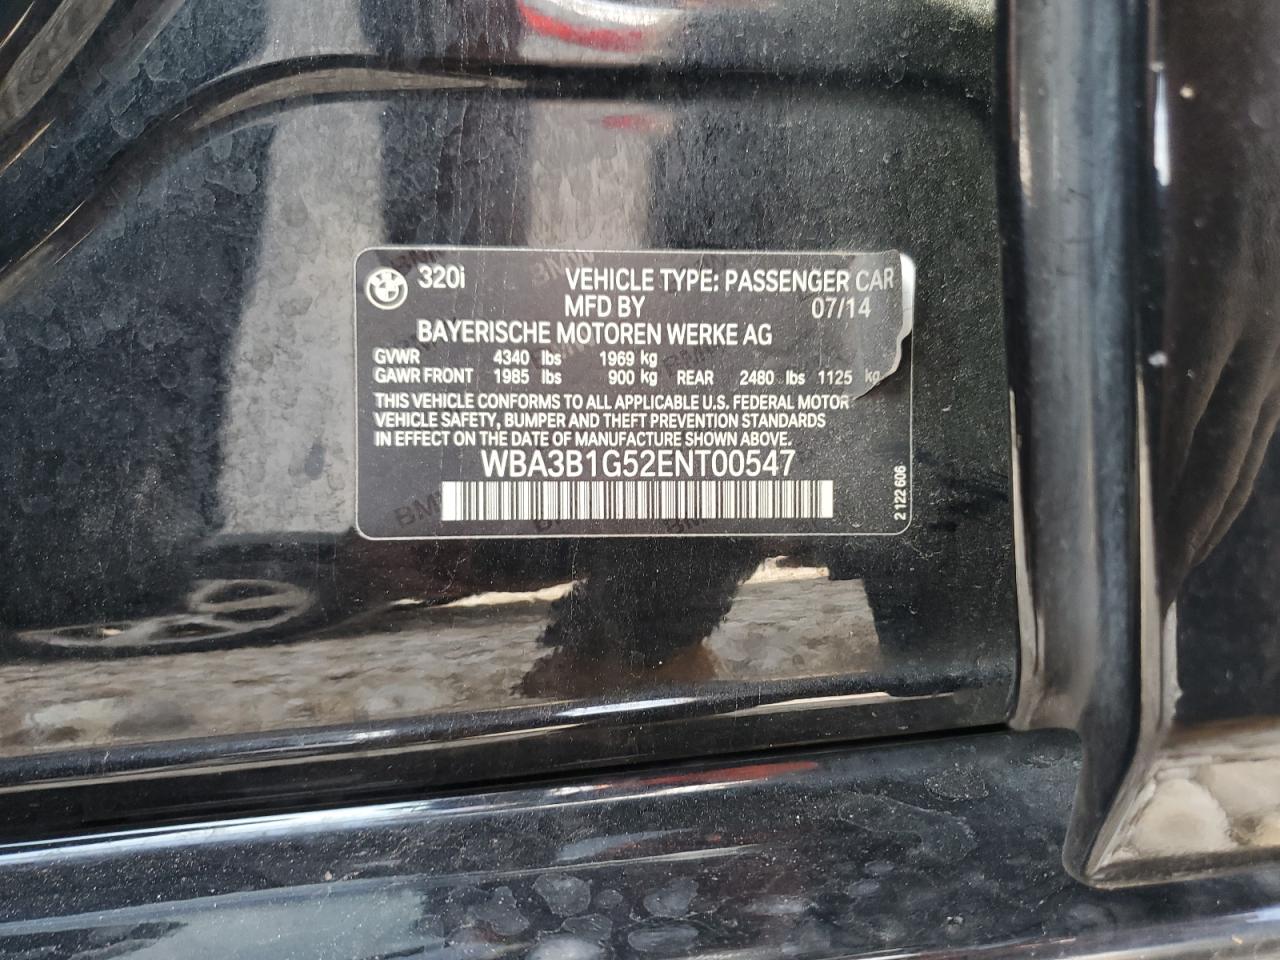 320i VEHICLE TYPE: PASSENGER CAR
MFD BY 07/14
BAYERISCHE MOTOREN WERKE AG
GVWR 4340 lbs 1969 kg
GAWR FRONT 1985 lbs 900 kg REAR 2480 lbs 1125 kg
THIS VEHICLE CONFORMS TO ALL APPLICABLE U.S. FEDERAL MOTOR
VEHICLE SAFETY, BUMPER AND THEFT PREVENTION STANDARDS
IN EFFECT ON THE DATE OF MANUFACTURE SHOWN ABOVE.
WBA3B1G52ENT00547
2 122 606